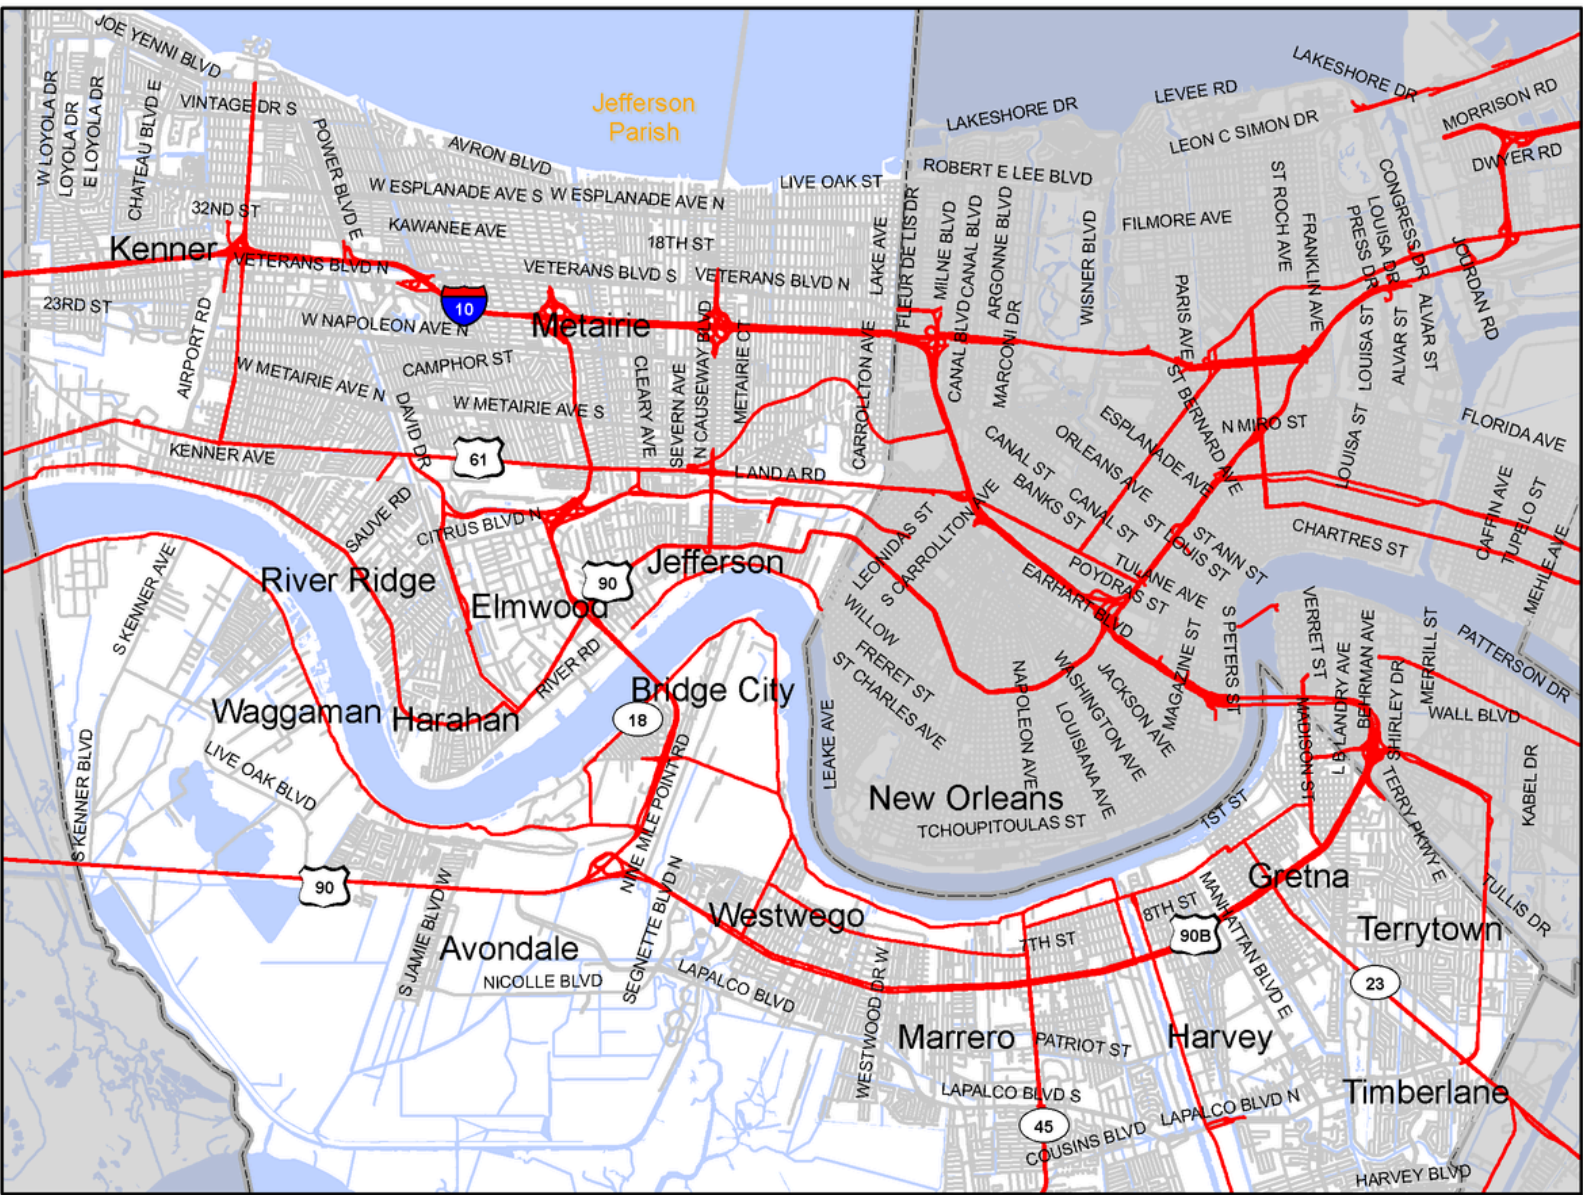 JOE YENNI BLVD
W LOYOLA DR
LOYOLA DR
E LOYOLA DR
CHATEAU BLVD E
VINTAGE DR S
POWER BLVD E
AVRON BLVD
Jefferson
Parish
LAKESHORE DR
LEVEE RD
LAKESHORE DR
LEON C SIMON DR
MORRISON RD
DWYER RD
W ESPLANADE AVE S
W ESPLANADE AVE N
LIVE OAK ST
ROBERT E LEE BLVD
32ND ST
KAWANEE AVE
18TH ST
LAKE AVE
FLEUR DE LIS DR
MILNE BLVD
CANAL BLVD
ARGONNE BLVD
WISNER BLVD
FILMORE AVE
ST ROCH AVE
FRANKLIN AVE
PRESS DR
LOUISA DR
CONGRESS DR
JOURDAN RD
Kenner
VETERANS BLVD N
VETERANS BLVD S
VETERANS BLVD N
23RD ST
AIRPORT RD
10
W NAPOLEON AVE N
Metairie
CANAL BLVD
MARCONI DR
PARIS AVE
LOUISA ST
ALVAR ST
ALVAR ST
CAMPHOR ST
W METAIRIE AVE N
W METAIRIE AVE S
CLEARY AVE
SEVERN AVE
N CAUSEWAY BLVD
METAIRIE CT
CARROLLTON AVE
DAVID DR
ST BERNARD AVE
N MIRO ST
LOUISA ST
FLORIDA AVE
KENNER AVE
61
LAND A RD
CANAL ST
ORLEANS AVE
ESPLANADE AVE
BANKS ST
CANAL ST
ST LOUIS ST
ST ANN ST
CHARTRES ST
CAFFIN AVE
TUPELO ST
MEHLE AVE
SAUVE RD
CITRUS BLVD N
S KENNER AVE
River Ridge
90
Jefferson
Elmwood
LEONIDAS ST
S CARROLLTON AVE
EARHART BLVD
POYDRAS ST
TULANE AVE
WILLOW
FRERET ST
ST CHARLES AVE
RIVER RD
Bridge City
18
Waggaman
Harahan
LIVE OAK BLVD
S KENNER BLVD
NINE MILE POINT RD
LEAKE AVE
NAPOLEON AVE
WASHINGTON AVE
LOUISIANA AVE
JACKSON AVE
MAGAZINE ST
S PETERS ST
VERRET ST
L B LANDRY AVE
BEHRMAN AVE
SHIRLEY DR
MERRILL ST
PATTERSON DR
WALL BLVD
MADISON ST
TERRY PKWY E
KABEL DR
New Orleans
TCHOUPITOULAS ST
1ST ST
90
S JAMIE BLVD W
Avondale
NICOLLE BLVD
SEGNETTE BLVD N
Westwego
LAPALCO BLVD
WESTWOOD DR W
7TH ST
8TH ST
90B
MANHATTAN BLVD E
Gretna
Terrytown
TULLIS DR
23
Marrero
PATRIOT ST
Harvey
LAPALCO BLVD S
45
COUSINS BLVD
LAPALCO BLVD N
Timberlane
HARVEY BLVD